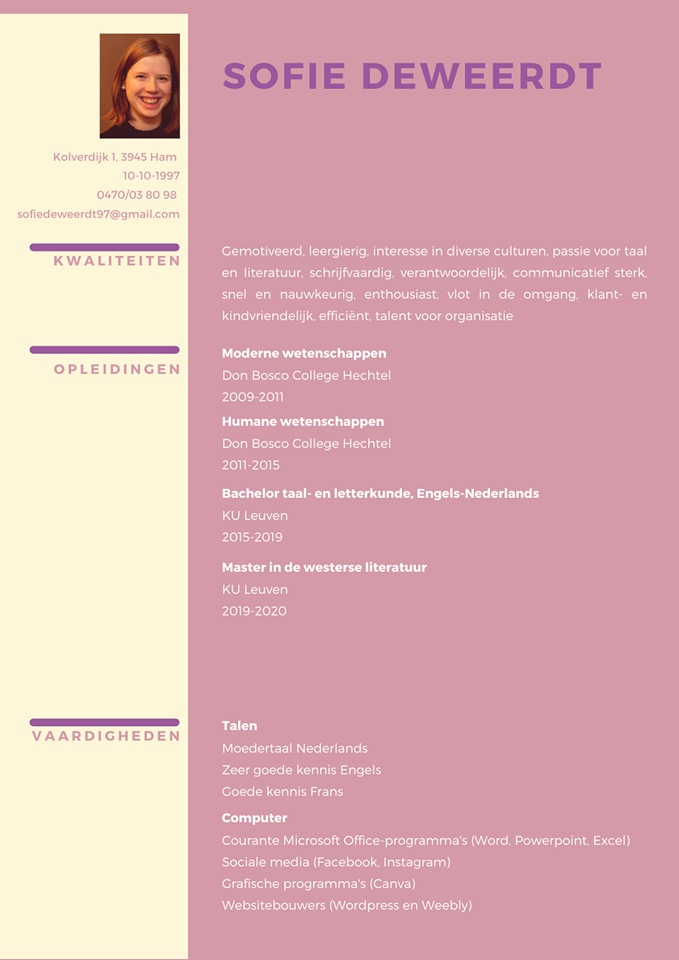 SOFIE DEWEERDT
Kolverdijk 1, 3945 Ham
10-10-1997
0470/03 80 98
sofiedeweerdt97@gmail.com
KWALITEITEN
Gemotiveerd, leergierig, interesse in diverse culturen, passie voor taal
en literatuur, schrijfvaardig, verantwoordelijk, communicatief sterk,
snel en nauwkeurig, enthousiast, vlot in de omgang, klant- en
kindvriendelijk, efficiënt, talent voor organisatie
OPLEIDINGEN
Moderne wetenschappen
Don Bosco College Hechtel
2009-2011
Humane wetenschappen
Don Bosco College Hechtel
2011-2015
Bachelor taal- en letterkunde, Engels-Nederlands
KU Leuven
2015-2019
Master in de westerse literatuur
KU Leuven
2019-2020
VAARDIGHEDEN
Talen
Moedertaal Nederlands
Zeer goede kennis Engels
Goede kennis Frans
Computer
Courante Microsoft Office-programma's (Word, Powerpoint, Excel)
Sociale media (Facebook, Instagram)
Grafische programma's (Canva)
Websitebouwers (Wordpress en Weebly)